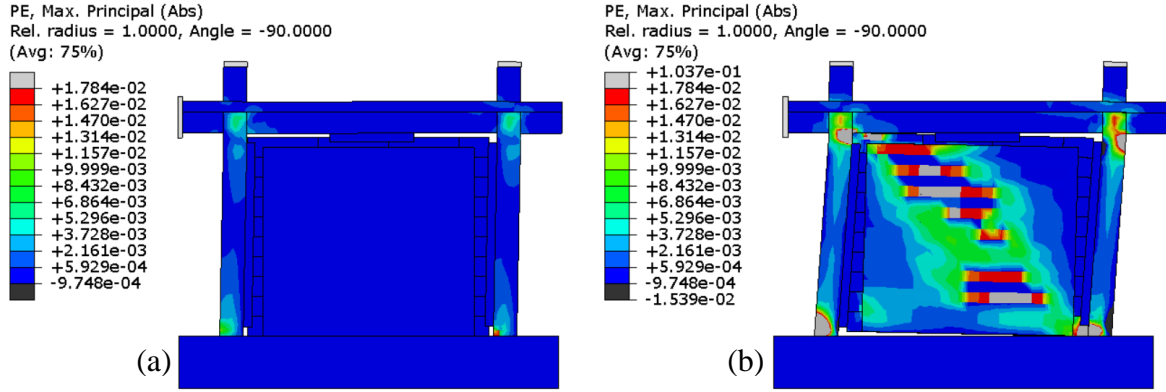 PE, Max. Principal (Abs)
Rel. radius = 1.0000, Angle = -90.0000
(Avg: 75%)
+1.784e-02
+1.627e-02
+1.470e-02
+1.314e-02
+1.157e-02
+9.999e-03
+8.432e-03
+6.864e-03
+5.296e-03
+3.728e-03
+2.161e-03
+5.929e-04
-9.748e-04
(a)
PE, Max. Principal (Abs)
Rel. radius = 1.0000, Angle = -90.0000
(Avg: 75%)
+1.037e-01
+1.784e-02
+1.627e-02
+1.470e-02
+1.314e-02
+1.157e-02
+9.999e-03
+8.432e-03
+6.864e-03
+5.296e-03
+3.728e-03
+2.161e-03
+5.929e-04
-9.748e-04
-1.539e-02
(b)